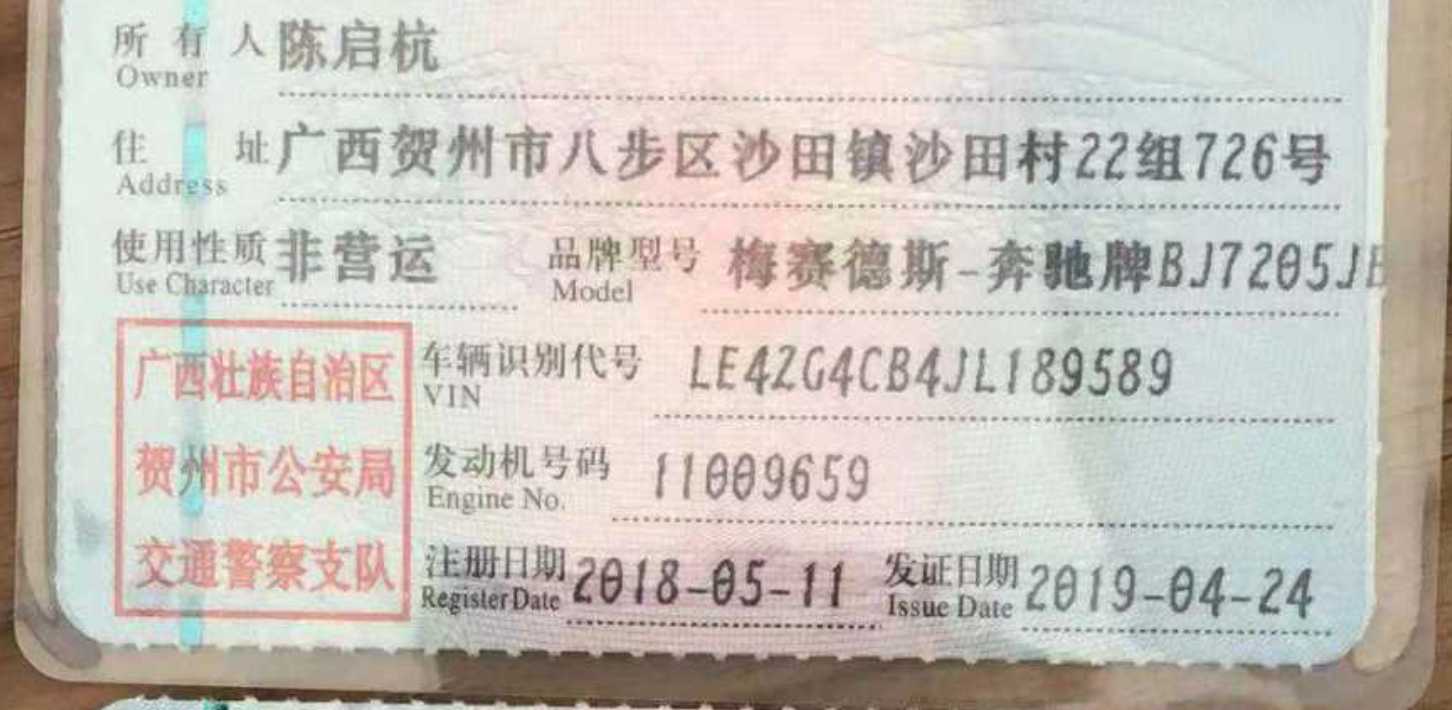 所有人 陈启杭
Owner
住址 广西贺州市八步区沙田镇沙田村22组726号
Address
使用性质 非营运 品牌型号 梅赛德斯-奔驰牌BJ7205JE
Use Character Model
广西壮族自治区
贺州市公安局
交通警察支队
车辆识别代号 LE4ZG4CB4JL189589
VIN
发动机号码 11009659
Engine No.
注册日期 2018-05-11 发证日期 2019-04-24
Register Date Issue Date